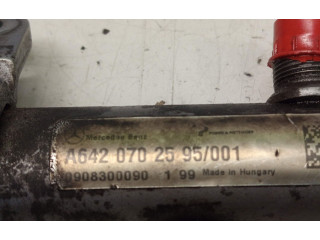 Mercedes Benz
A642 070 25 95/001
0908300090 1 99 Made in Hungary